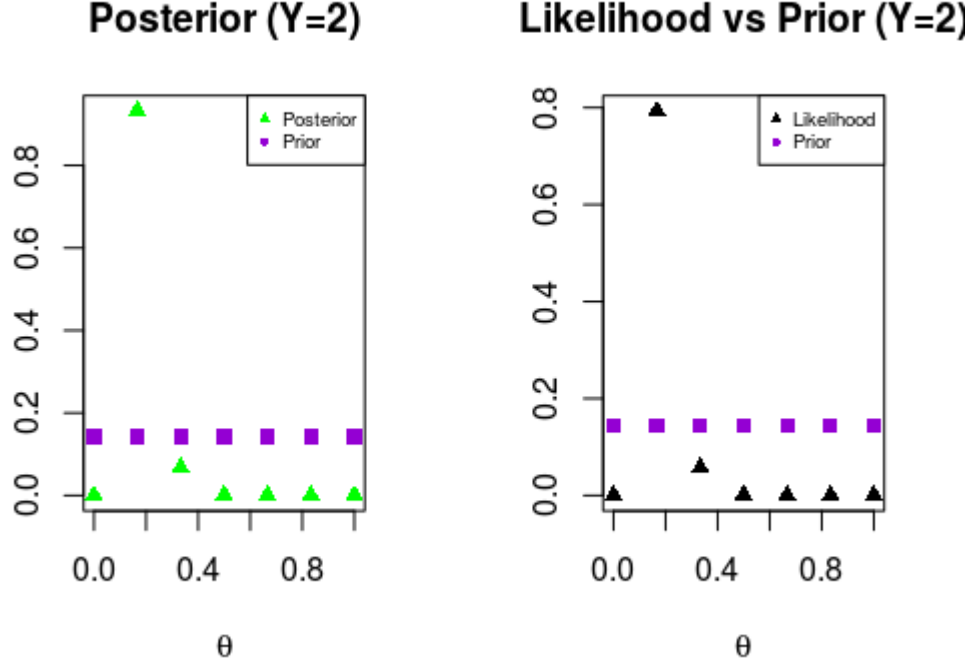 Posterior (Y=2)
Posterior
Prior
0.0 0.2 0.4 0.6 0.8
0.0 0.4 0.8
θ
Likelihood vs Prior (Y=2)
Likelihood
Prior
0.0 0.2 0.4 0.6 0.8
0.0 0.4 0.8
θ